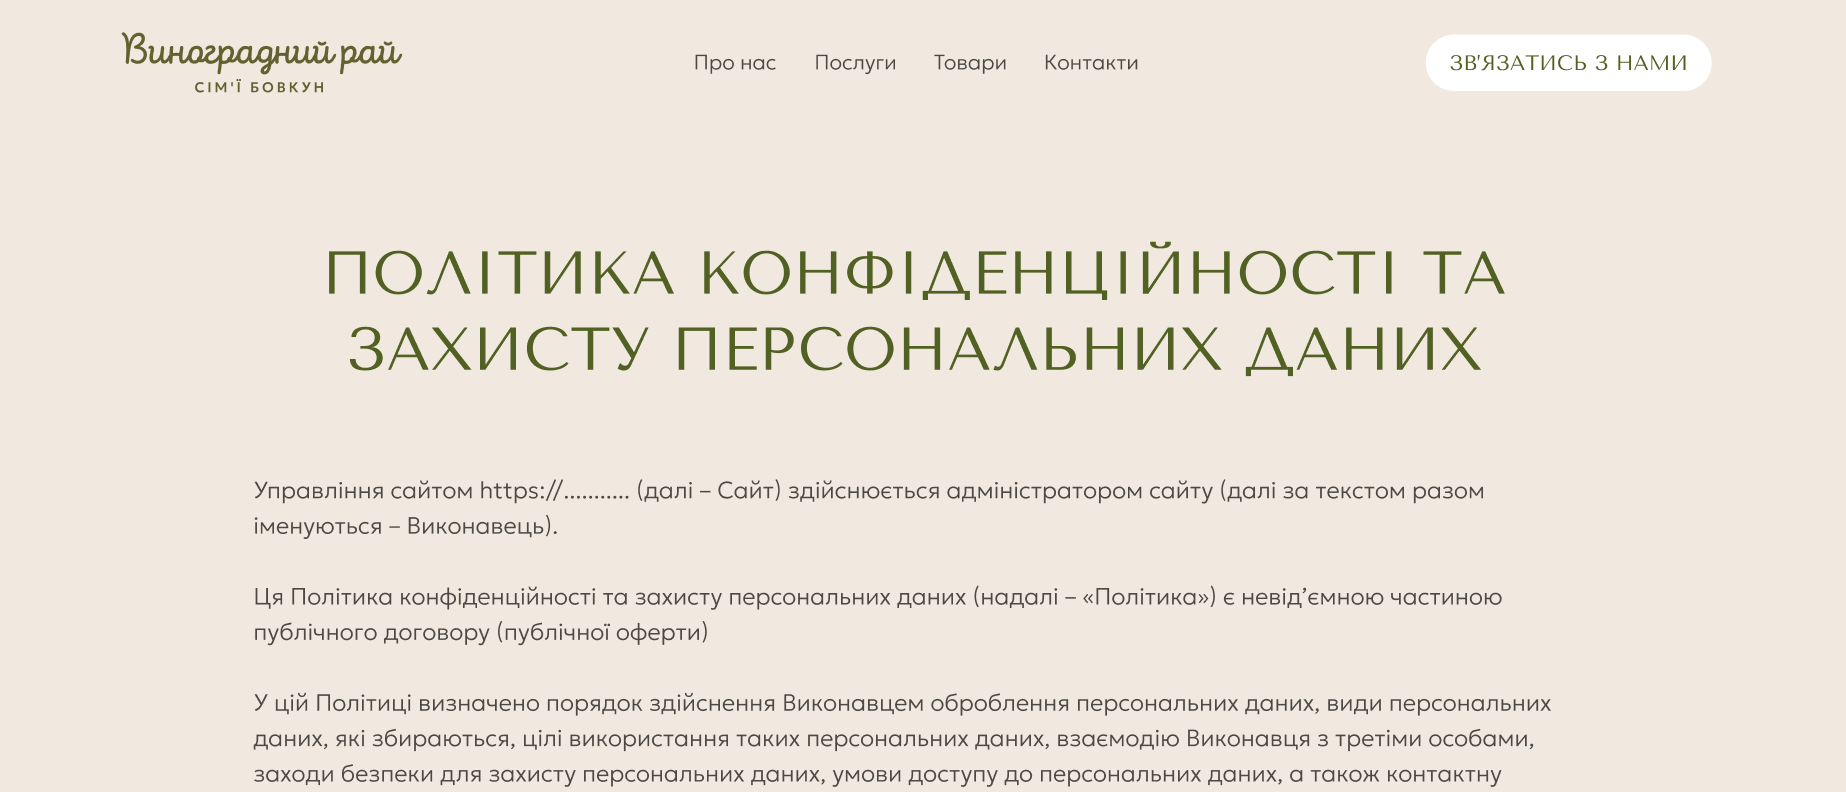 Виноградний рай
СІМ'Ї БОВКУН
Про нас
Послуги
Товари
Контакти
ЗВ'ЯЗАТИСЬ З НАМИ
ПОЛІТИКА КОНФІДЕНЦІЙНОСТІ ТА
ЗАХИСТУ ПЕРСОНАЛЬНИХ ДАНИХ
Управління сайтом https://........... (далі – Сайт) здійснюється адміністратором сайту (далі за текстом разом
іменуються – Виконавець).
Ця Політика конфіденційності та захисту персональних даних (надалі – «Політика») є невід’ємною частиною
публічного договору (публічної оферти)
У цій Політиці визначено порядок здійснення Виконавцем оброблення персональних даних, види персональних
даних, які збираються, цілі використання таких персональних даних, взаємодію Виконавця з третіми особами,
заходи безпеки для захисту персональних даних, умови доступу до персональних даних, а також контактну